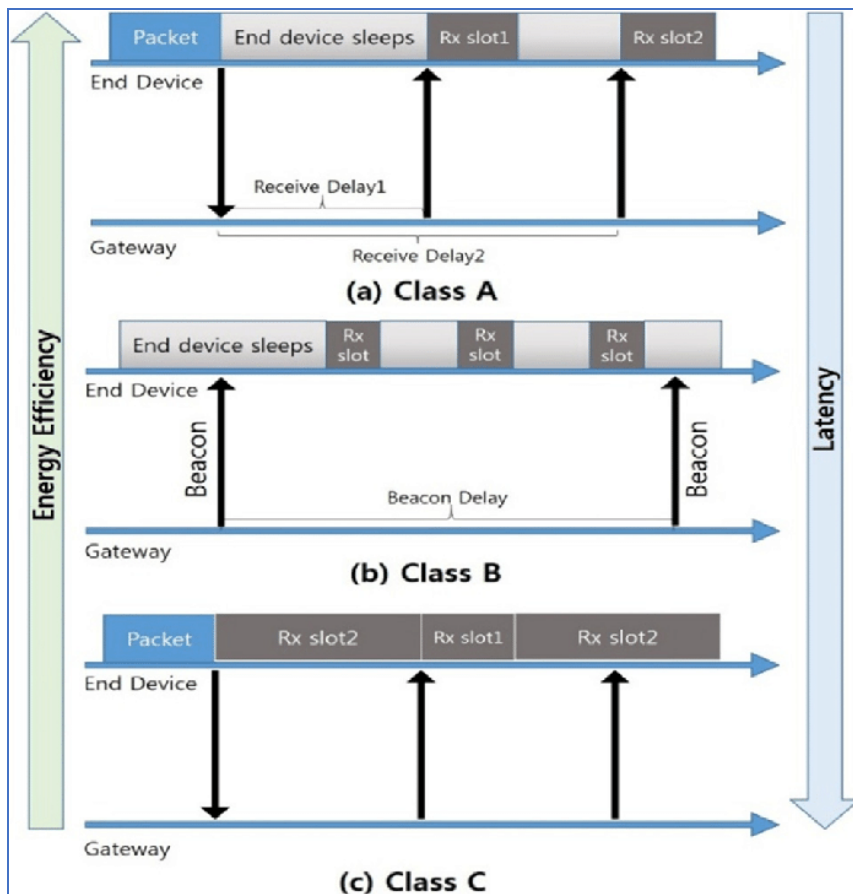 Packet End device sleeps Rx slot1 Rx slot2
End Device
Receive Delay1
Gateway
Receive Delay2
(a) Class A
End device sleeps Rx slot Rx slot Rx slot
End Device
Beacon
Beacon
Beacon Delay
Gateway
(b) Class B
Packet Rx slot2 Rx slot1 Rx slot2
End Device
Gateway
(c) Class C
Energy Efficiency
Latency